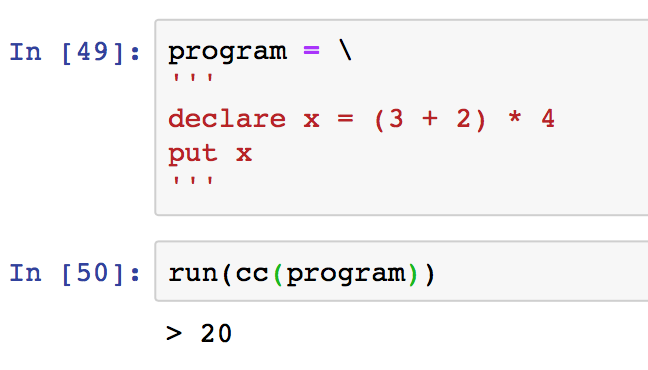 In [49]: program = \
'''
declare x = (3 + 2) * 4
put x
'''
In [50]: run(cc(program))
> 20